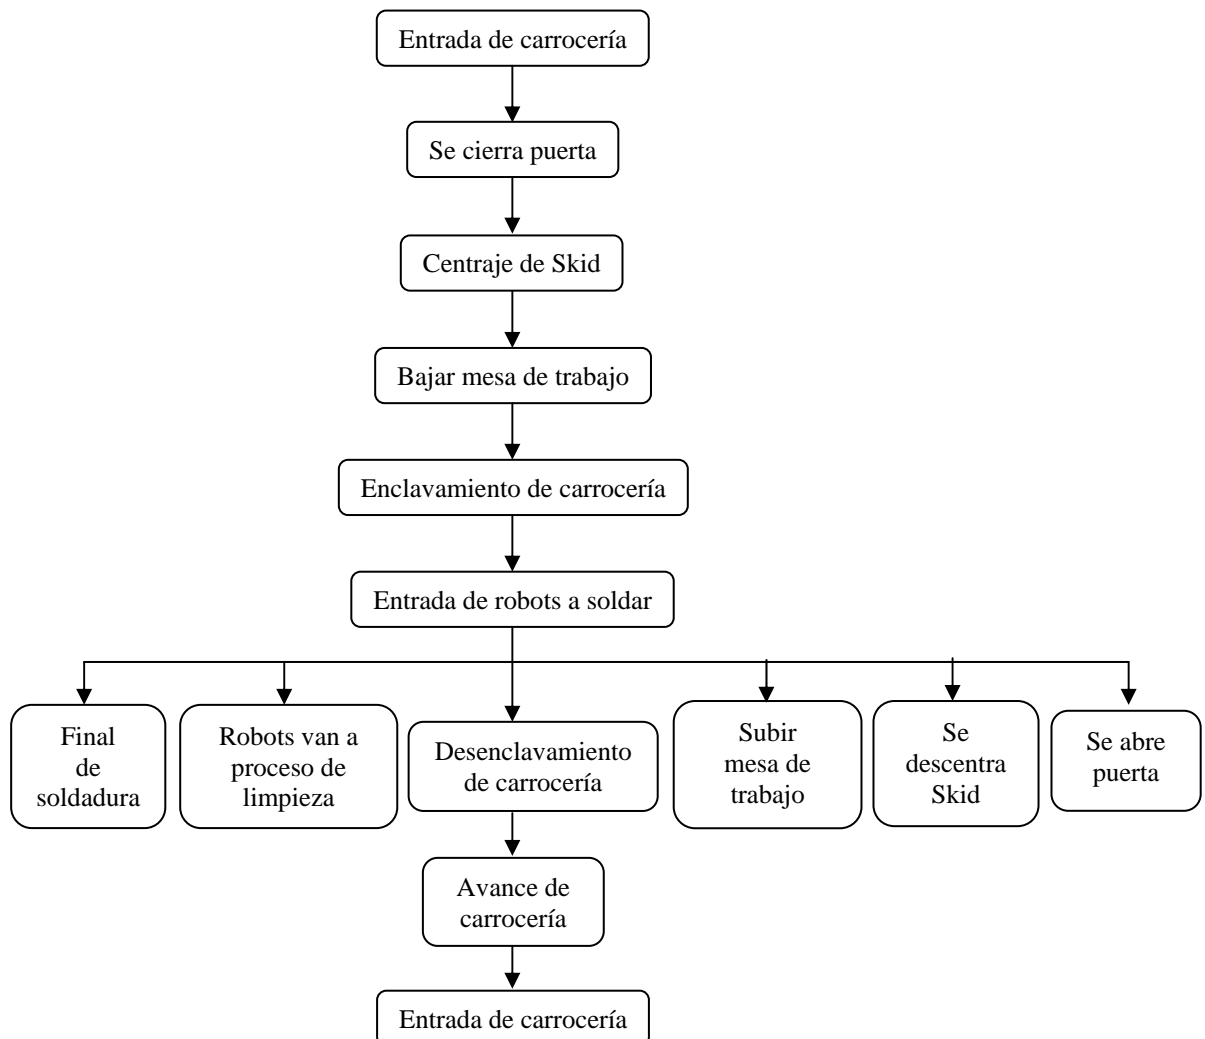 Entrada de carrocería
Se cierra puerta
Centraje de Skid
Bajar mesa de trabajo
Enclavamiento de carrocería
Entrada de robots a soldar
Final
de
soldadura
Robots van a
proceso de
limpieza
Desenclavamiento
de carrocería
Subir
mesa de
trabajo
Se
descentra
Skid
Se abre
puerta
Avance de
carrocería
Entrada de carrocería